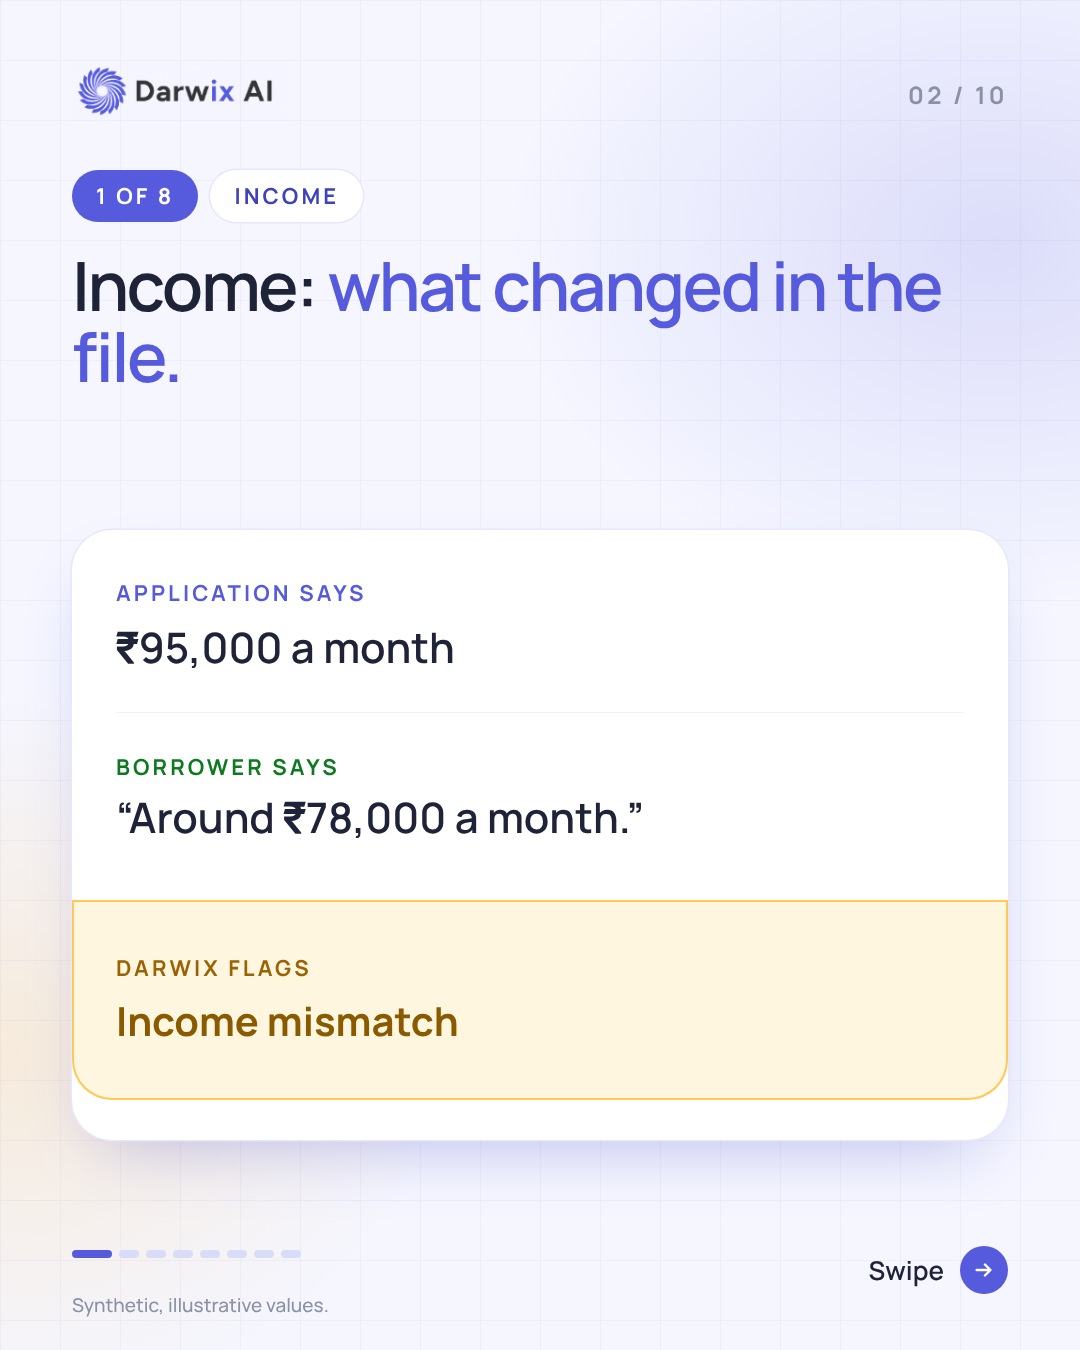 Darwix AI
02 / 10
1 OF 8
INCOME
Income: what changed in the
file.
APPLICATION SAYS
₹95,000 a month
BORROWER SAYS
“Around ₹78,000 a month.”
DARWIX FLAGS
Income mismatch
Swipe
Synthetic, illustrative values.